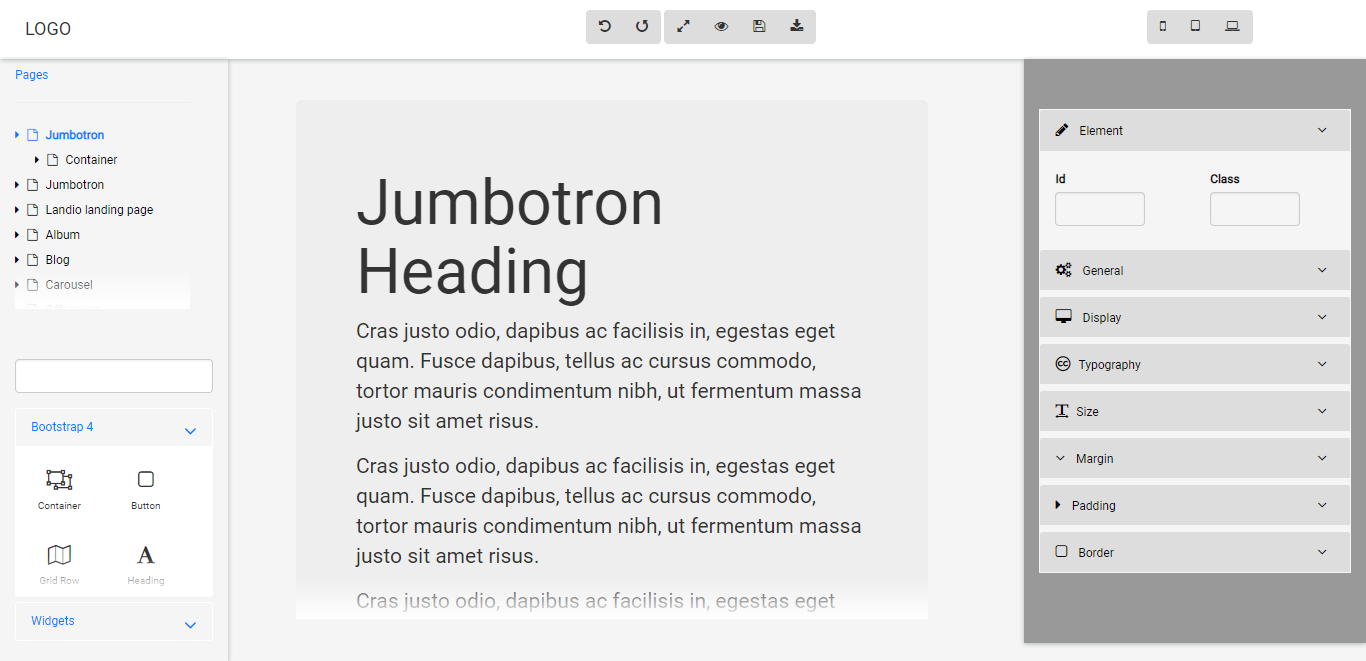 LOGO
Pages
Jumbotron
Container
Jumbotron
Landio landing page
Album
Blog
Carousel
Bootstrap 4
Container
Button
Grid Row
Heading
Widgets
Jumbotron
Heading
Cras justo odio, dapibus ac facilisis in, egestas eget
quam. Fusce dapibus, tellus ac cursus commodo,
tortor mauris condimentum nibh, ut fermentum massa
justo sit amet risus.
Cras justo odio, dapibus ac facilisis in, egestas eget
quam. Fusce dapibus, tellus ac cursus commodo,
tortor mauris condimentum nibh, ut fermentum massa
justo sit amet risus.
Cras justo odio, dapibus ac facilisis in, egestas eget
Element
Id
Class
General
Display
Typography
Size
Margin
Padding
Border